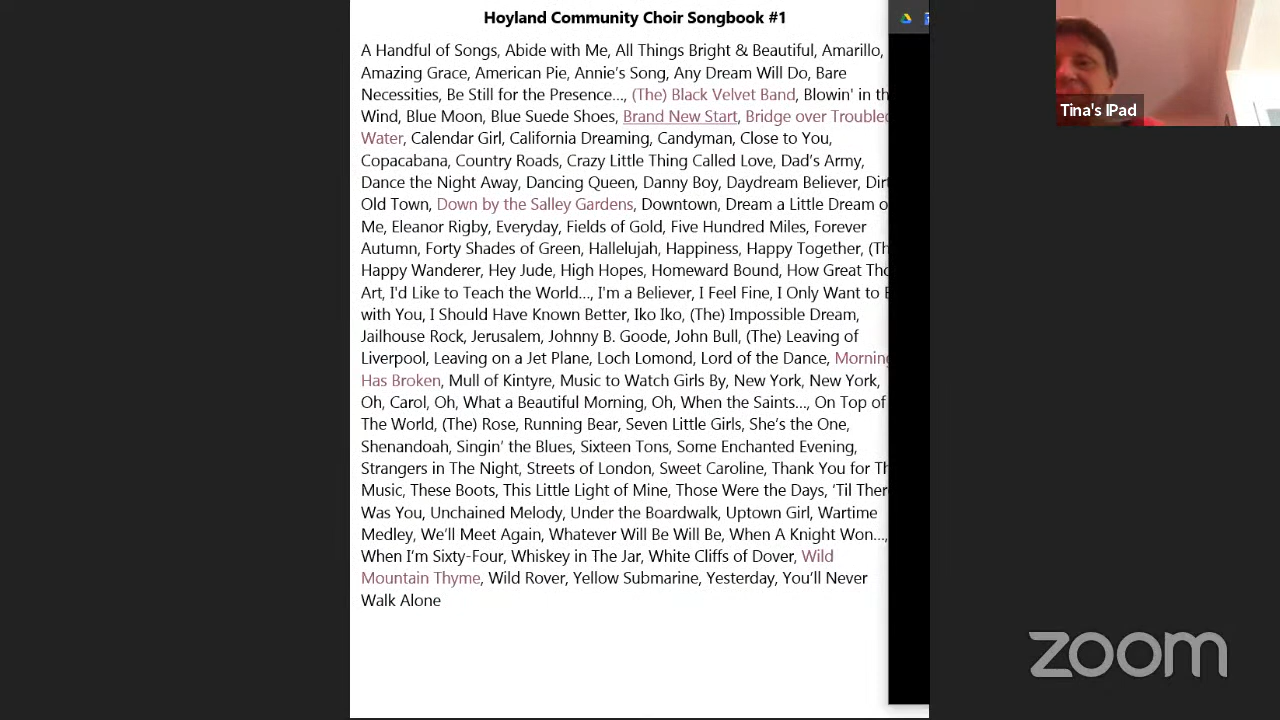 Hoyland Community Choir Songbook #1
A Handful of Songs, Abide with Me, All Things Bright & Beautiful, Amarillo,
Amazing Grace, American Pie, Annie’s Song, Any Dream Will Do, Bare
Necessities, Be Still for the Presence…, (The) Black Velvet Band, Blowin' in th
Wind, Blue Moon, Blue Suede Shoes, Brand New Start, Bridge over Troubled
Water, Calendar Girl, California Dreaming, Candyman, Close to You,
Copacabana, Country Roads, Crazy Little Thing Called Love, Dad’s Army,
Dance the Night Away, Dancing Queen, Danny Boy, Daydream Believer, Dirt
Old Town, Down by the Salley Gardens, Downtown, Dream a Little Dream o
Me, Eleanor Rigby, Everyday, Fields of Gold, Five Hundred Miles, Forever
Autumn, Forty Shades of Green, Hallelujah, Happiness, Happy Together, (Th
Happy Wanderer, Hey Jude, High Hopes, Homeward Bound, How Great Tho
Art, I'd Like to Teach the World…, I'm a Believer, I Feel Fine, I Only Want to B
with You, I Should Have Known Better, Iko Iko, (The) Impossible Dream,
Jailhouse Rock, Jerusalem, Johnny B. Goode, John Bull, (The) Leaving of
Liverpool, Leaving on a Jet Plane, Loch Lomond, Lord of the Dance, Morning
Has Broken, Mull of Kintyre, Music to Watch Girls By, New York, New York,
Oh, Carol, Oh, What a Beautiful Morning, Oh, When the Saints…, On Top of
The World, (The) Rose, Running Bear, Seven Little Girls, She’s the One,
Shenandoah, Singin’ the Blues, Sixteen Tons, Some Enchanted Evening,
Strangers in The Night, Streets of London, Sweet Caroline, Thank You for Th
Music, These Boots, This Little Light of Mine, Those Were the Days, ‘Til Ther
Was You, Unchained Melody, Under the Boardwalk, Uptown Girl, Wartime
Medley, We’ll Meet Again, Whatever Will Be Will Be, When A Knight Won…,
When I’m Sixty-Four, Whiskey in The Jar, White Cliffs of Dover, Wild
Mountain Thyme, Wild Rover, Yellow Submarine, Yesterday, You’ll Never
Walk Alone
Tina's IPad
zoom